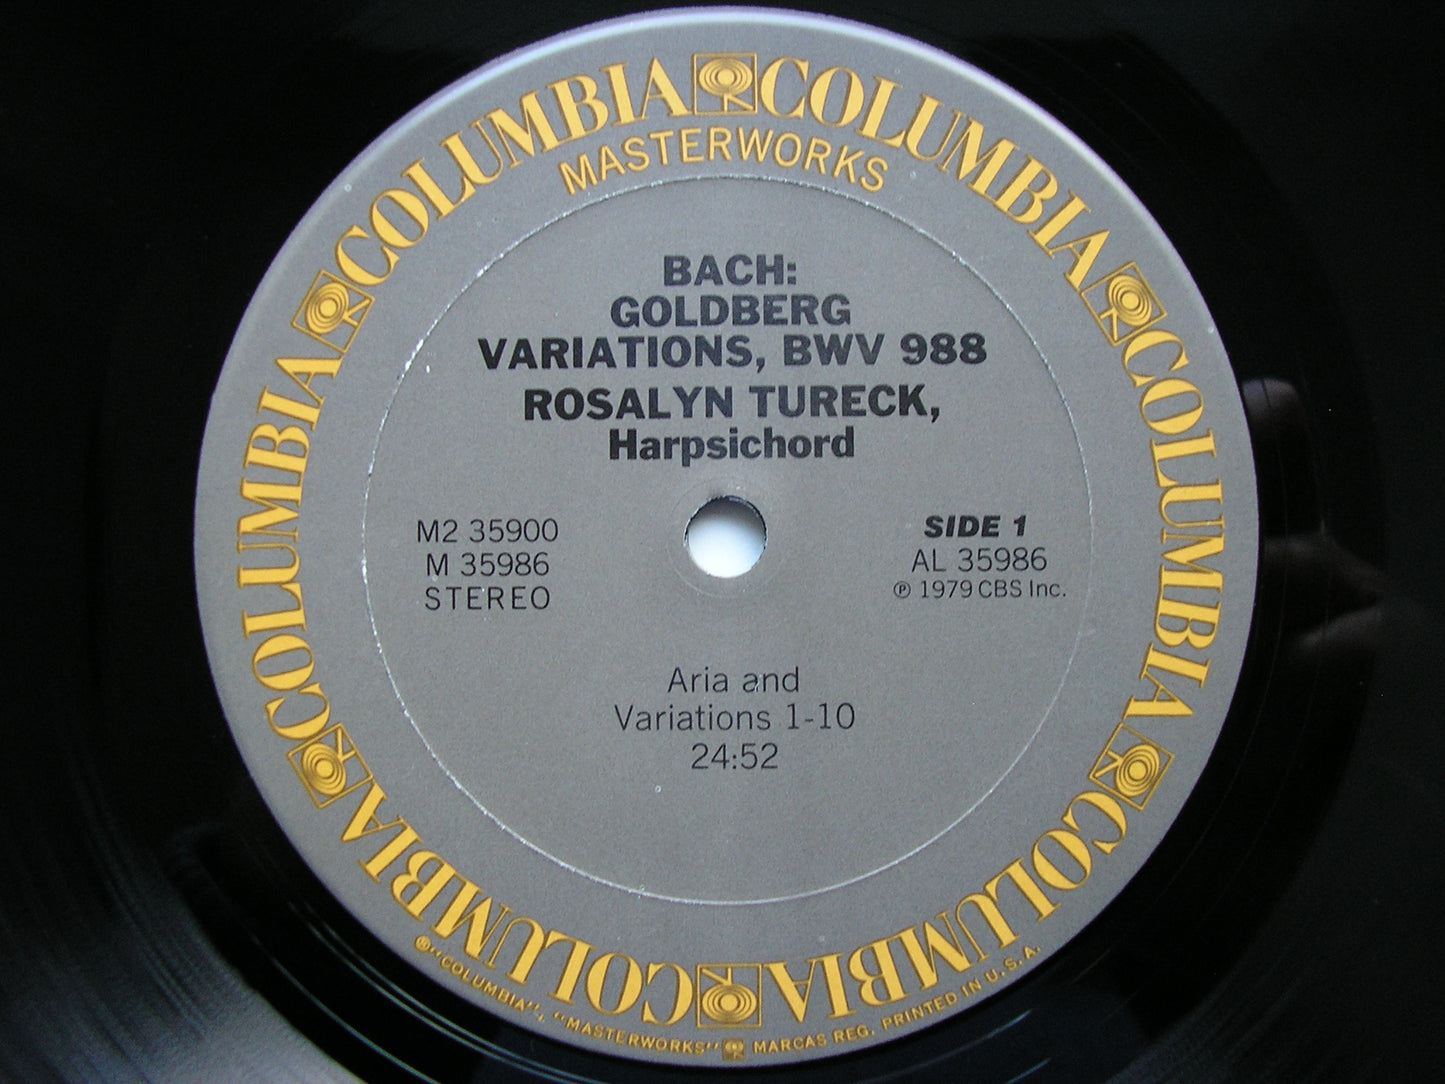 COLUMBIA COLUMBIA COLUMBIA COLUMBIA COLUMBIA COLUMBIA
MASTERWORKS
BACH:
GOLDBERG
VARIATIONS, BWV 988
ROSALYN TURECK,
Harpsichord
M2 35900
M 35986
STEREO
SIDE 1
AL 35986
℗ 1979 CBS Inc.
Aria and
Variations 1-10
24:52
®"COLUMBIA", "MASTERWORKS" MARCAS REG. PRINTED IN U.S.A.